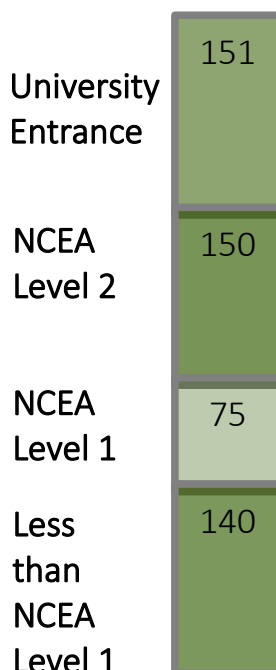 151
University
Entrance
150
NCEA
Level 2
75
NCEA
Level 1
140
Less
than
NCEA
Level 1